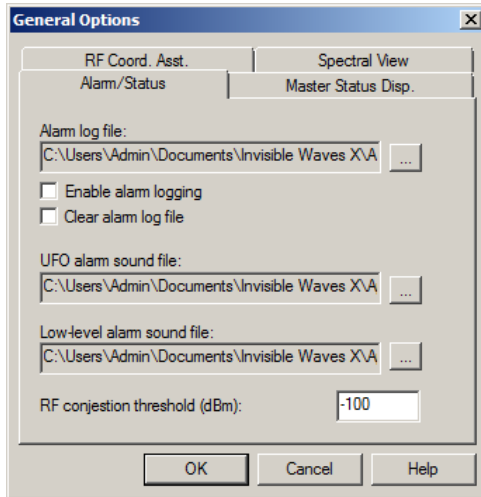 General Options
RF Coord. Asst.
Spectral View
Alarm/Status
Master Status Disp.
Alarm log file:
C:\Users\Admin\Documents\Invisible Waves X\A
...
Enable alarm logging
Clear alarm log file
UFO alarm sound file:
C:\Users\Admin\Documents\Invisible Waves X\A
...
Low-level alarm sound file:
C:\Users\Admin\Documents\Invisible Waves X\A
...
RF conjestion threshold (dBm):
-100
OK
Cancel
Help